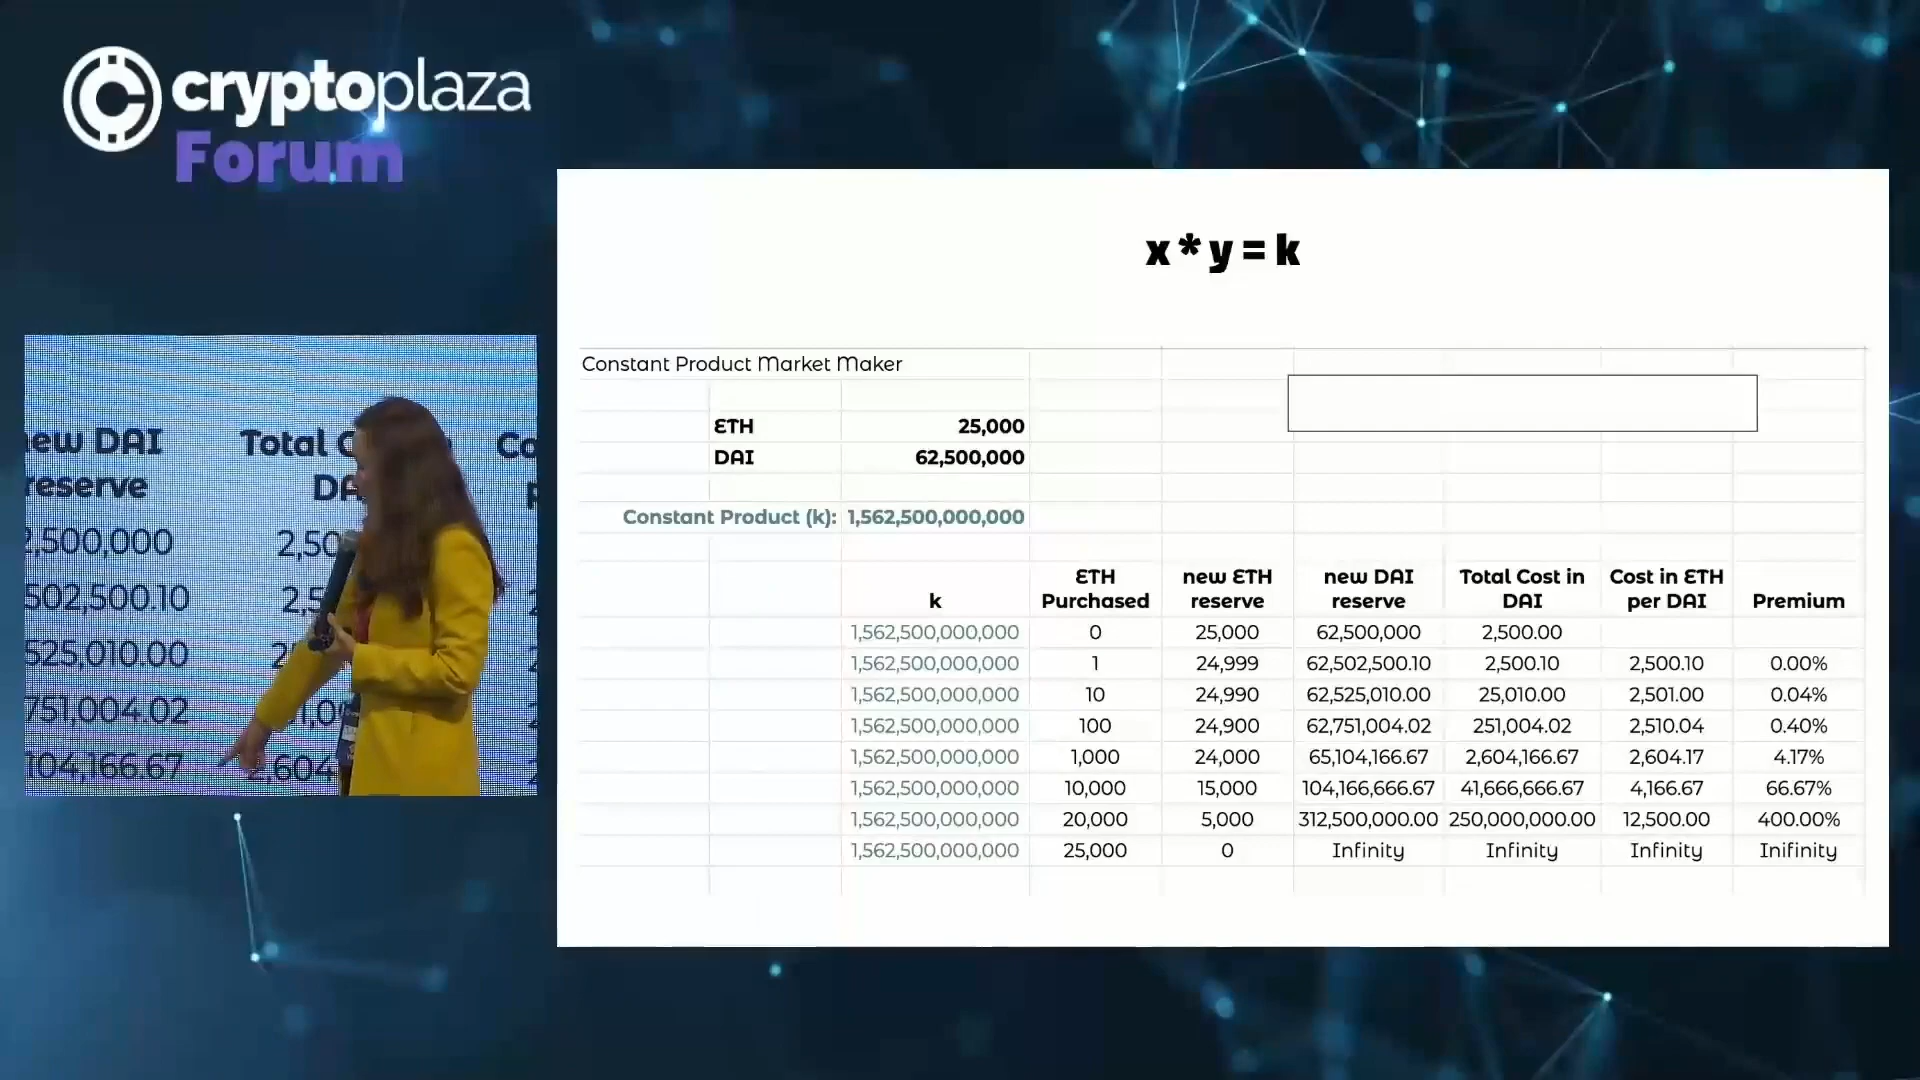 cryptoplaza
Forum
x * y = k
Constant Product Market Maker
ETH 25,000
DAI 62,500,000
Constant Product (k): 1,562,500,000,000
k ETH Purchased new ETH reserve new DAI reserve Total Cost in DAI Cost in ETH per DAI Premium
1,562,500,000,000 0 25,000 62,500,000 2,500.00
1,562,500,000,000 1 24,999 62,502,500.10 2,500.10 2,500.10 0.00%
1,562,500,000,000 10 24,990 62,525,010.00 25,010.00 2,501.00 0.04%
1,562,500,000,000 100 24,900 62,751,004.02 251,004.02 2,510.04 0.40%
1,562,500,000,000 1,000 24,000 65,104,166.67 2,604,166.67 2,604.17 4.17%
1,562,500,000,000 10,000 15,000 104,166,666.67 41,666,666.67 4,166.67 66.67%
1,562,500,000,000 20,000 5,000 312,500,000.00 250,000,000.00 12,500.00 400.00%
1,562,500,000,000 25,000 0 Infinity Infinity Infinity Inifinity
ew DAI Total
reserve
,500,000 2,50
502,500.10 2,5
525,010.00
751,004.02
104,166.67 2,604